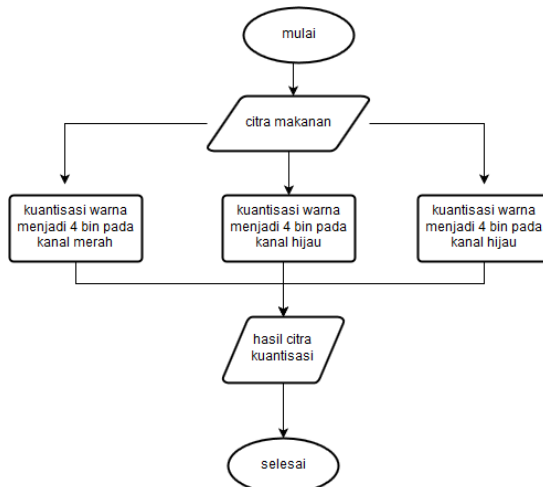 mulai
citra makanan
kuantisasi warna
menjadi 4 bin pada
kanal merah
kuantisasi warna
menjadi 4 bin pada
kanal hijau
kuantisasi warna
menjadi 4 bin pada
kanal hijau
hasil citra
kuantisasi
selesai